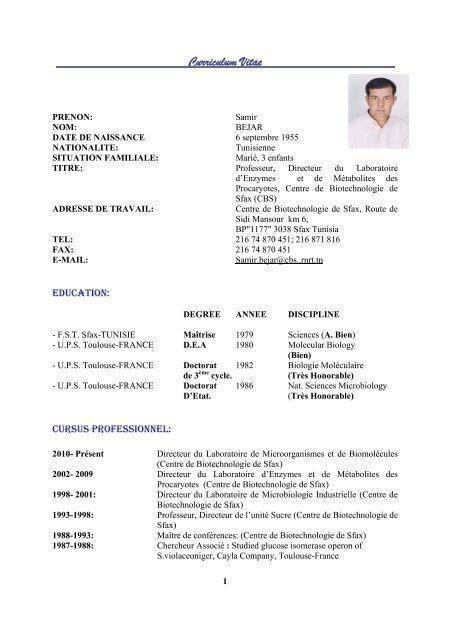 Curriculum Vitae
PRENON: Samir
NOM: BEJAR
DATE DE NAISSANCE 6 septembre 1955
NATIONALITE: Tunisienne
SITUATION FAMILIALE: Marié, 3 enfants
TITRE: Professeur, Directeur du Laboratoire
d'Enzymes et de Métabolites des
Procaryotes, Centre de Biotechnologie de
Sfax (CBS)
ADRESSE DE TRAVAIL: Centre de Biotechnologie de Sfax, Route de
Sidi Mansour km 6,
BP"1177" 3038 Sfax Tunisia
TEL: 216 74 870 451; 216 871 816
FAX: 216 74 870 451
E-MAIL: Samir.bejar@cbs..rnrt.tn
EDUCATION:
DEGREE ANNEE DISCIPLINE
- F.S.T. Sfax-TUNISIE Maîtrise 1979 Sciences (A. Bien)
- U.P.S. Toulouse-FRANCE D.E.A 1980 Molecular Biology
(Bien)
- U.P.S. Toulouse-FRANCE Doctorat 1982 Biologie Moléculaire
de 3ème cycle. (Très Honorable)
- U.P.S. Toulouse-FRANCE Doctorat 1986 Nat. Sciences Microbiology
D'Etat. (Très Honorable)
CURSUS PROFESSIONNEL:
2010- Présent Directeur du Laboratoire de Microorganismes et de Biomolécules
(Centre de Biotechnologie de Sfax)
2002- 2009 Directeur du Laboratoire d'Enzymes et de Métabolites des
Procaryotes (Centre de Biotechnologie de Sfax)
1998- 2001: Directeur du Laboratoire de Microbiologie Industrielle (Centre de
Biotechnologie de Sfax)
1993-1998: Professeur, Directeur de l'unité Sucre (Centre de Biotechnologie de
Sfax)
1988-1993: Maître de conférences: (Centre de Biotechnologie de Sfax)
1987-1988: Chercheur Associé : Studied glucose isomerase operon of
S.violaceoniger, Cayla Company, Toulouse-France
1